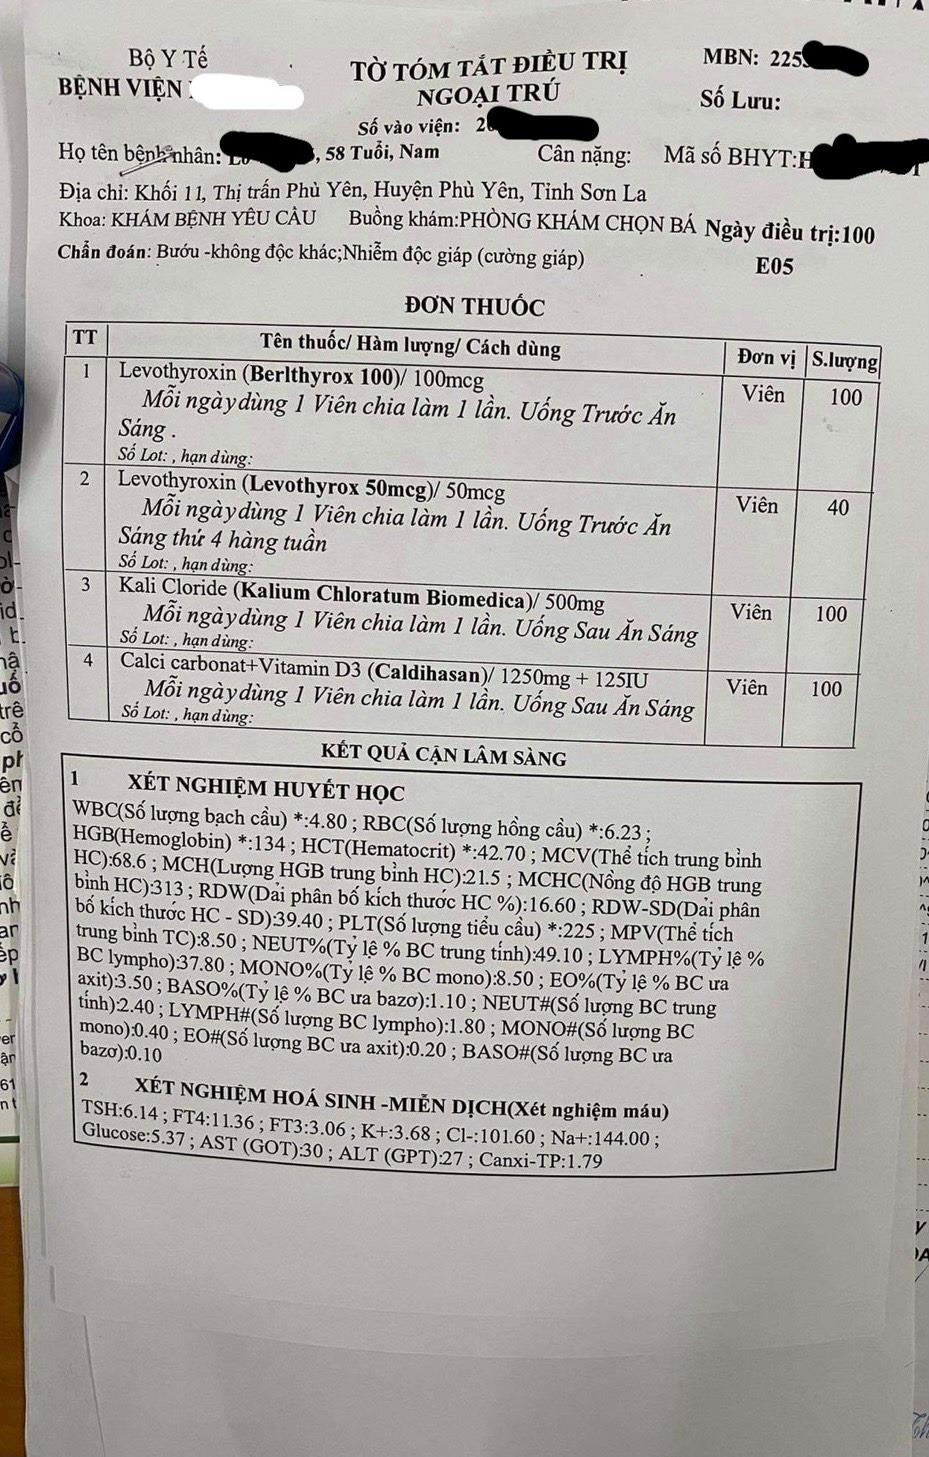 Bộ Y Tế
BỆNH VIỆN
TỜ TÓM TẮT ĐIỀU TRỊ
NGOẠI TRÚ
Số vào viện: 2
MBN: 225
Số Lưu:
Họ tên bệnh nhân: , 58 Tuổi, Nam Cân nặng: Mã số BHYT:H
Địa chỉ: Khối 11, Thị trấn Phù Yên, Huyện Phù Yên, Tỉnh Sơn La
Khoa: KHÁM BỆNH YÊU CẦU Buồng khám:PHÒNG KHÁM CHỌN BÁ Ngày điều trị:100
Chẩn đoán: Bướu -không độc khác;Nhiễm độc giáp (cường giáp) E05
ĐƠN THUỐC
TT Tên thuốc/ Hàm lượng/ Cách dùng Đơn vị S.lượng
1 Levothyroxin (Berlthyrox 100)/ 100mcg Viên 100
Mỗi ngày dùng 1 Viên chia làm 1 lần. Uống Trước Ăn
Sáng .
Số Lot: , hạn dùng:
2 Levothyroxin (Levothyrox 50mcg)/ 50mcg Viên 40
Mỗi ngày dùng 1 Viên chia làm 1 lần. Uống Trước Ăn
Sáng thứ 4 hàng tuần
Số Lot: , hạn dùng:
3 Kali Cloride (Kalium Chloratum Biomedica)/ 500mg Viên 100
Mỗi ngày dùng 1 Viên chia làm 1 lần. Uống Sau Ăn Sáng
Số Lot: , hạn dùng:
4 Calci carbonat+Vitamin D3 (Caldihasan)/ 1250mg + 125IU Viên 100
Mỗi ngày dùng 1 Viên chia làm 1 lần. Uống Sau Ăn Sáng
Số Lot: , hạn dùng:
KẾT QUẢ CẬN LÂM SÀNG
1 XÉT NGHIỆM HUYẾT HỌC
WBC(Số lượng bạch cầu) *:4.80 ; RBC(Số lượng hồng cầu) *:6.23 ;
HGB(Hemoglobin) *:134 ; HCT(Hematocrit) *:42.70 ; MCV(Thể tích trung bình
HC):68.6 ; MCH(Lượng HGB trung bình HC):21.5 ; MCHC(Nồng độ HGB trung
bình HC):313 ; RDW(Dải phân bố kích thước HC %):16.60 ; RDW-SD(Dải phân
bố kích thước HC - SD):39.40 ; PLT(Số lượng tiểu cầu) *:225 ; MPV(Thể tích
trung bình TC):8.50 ; NEUT%(Tỷ lệ % BC trung tính):49.10 ; LYMPH%(Tỷ lệ %
BC lympho):37.80 ; MONO%(Tỷ lệ % BC mono):8.50 ; EO%(Tỷ lệ % BC ưa
axit):3.50 ; BASO%(Tỷ lệ % BC ưa bazơ):1.10 ; NEUT#(Số lượng BC trung
tính):2.40 ; LYMPH#(Số lượng BC lympho):1.80 ; MONO#(Số lượng BC
mono):0.40 ; EO#(Số lượng BC ưa axit):0.20 ; BASO#(Số lượng BC ưa
bazơ):0.10
2 XÉT NGHIỆM HOÁ SINH -MIỄN DỊCH(Xét nghiệm máu)
TSH:6.14 ; FT4:11.36 ; FT3:3.06 ; K+:3.68 ; Cl-:101.60 ; Na+:144.00 ;
Glucose:5.37 ; AST (GOT):30 ; ALT (GPT):27 ; Canxi-TP:1.79